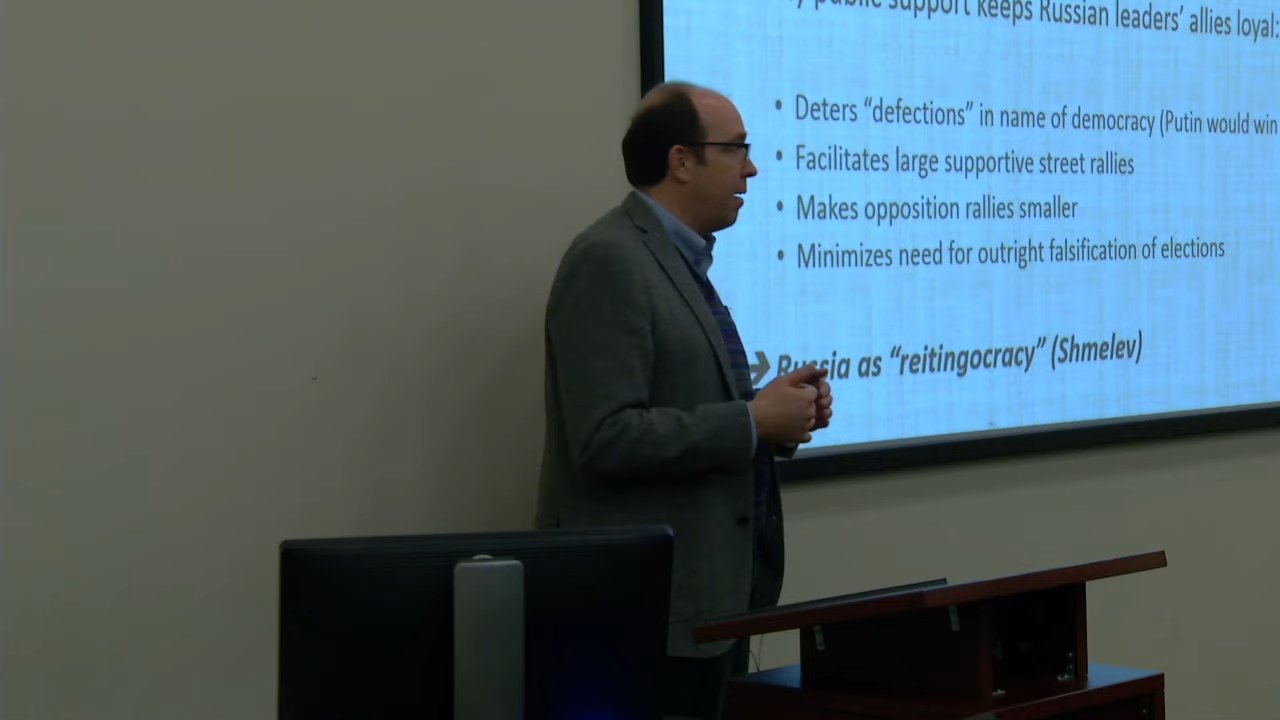 public support keeps Russian leaders’ allies loyal:
• Deters “defections” in name of democracy (Putin would win
• Facilitates large supportive street rallies
• Makes opposition rallies smaller
• Minimizes need for outright falsification of elections
➔ Russia as “reitingocracy” (Shmelev)